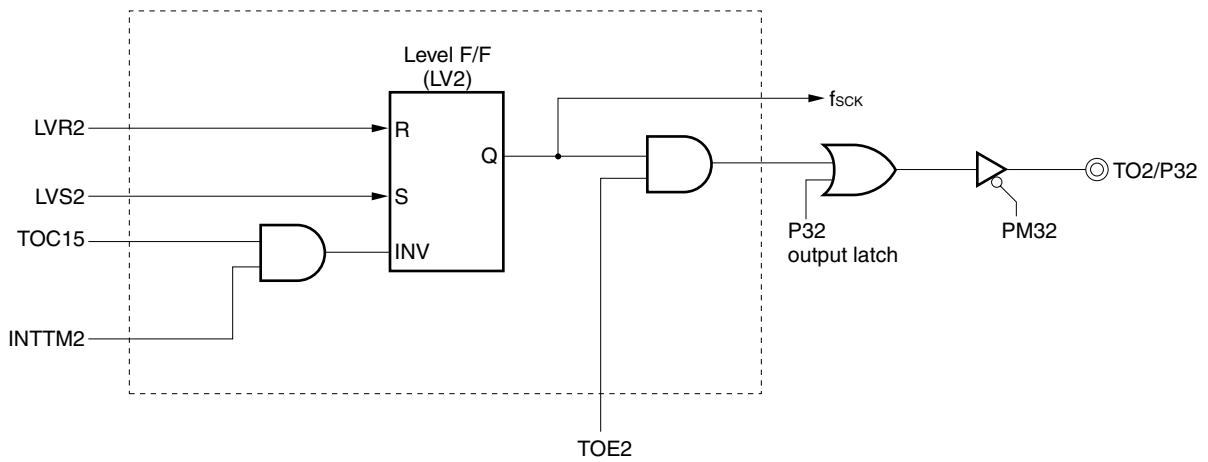 Level F/F
(LV2)
fSCK
LVR2
R
Q
TO2/P32
LVS2
S
TOC15
P32
output latch
PM32
INV
INTTM2
TOE2